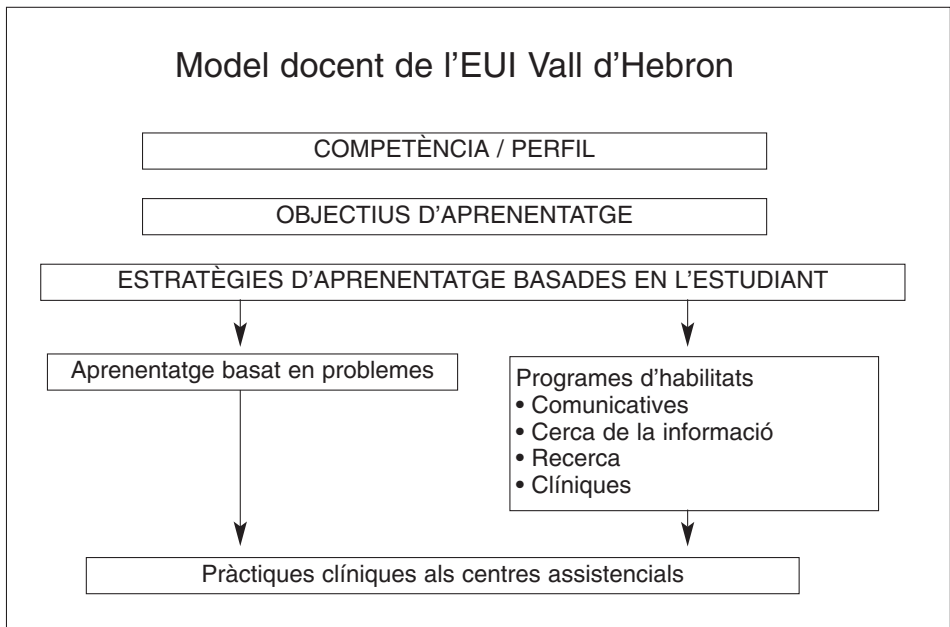 Model docent de l'EUI Vall d'Hebron
COMPETÈNCIA / PERFIL
OBJECTIUS D'APRENENTATGE
ESTRATÈGIES D'APRENENTATGE BASADES EN L'ESTUDIANT
Aprenentatge basat en problemes
Programes d'habilitats
• Comunicatives
• Cerca de la informació
• Recerca
• Clíniques
Pràctiques clíniques als centres assistencials